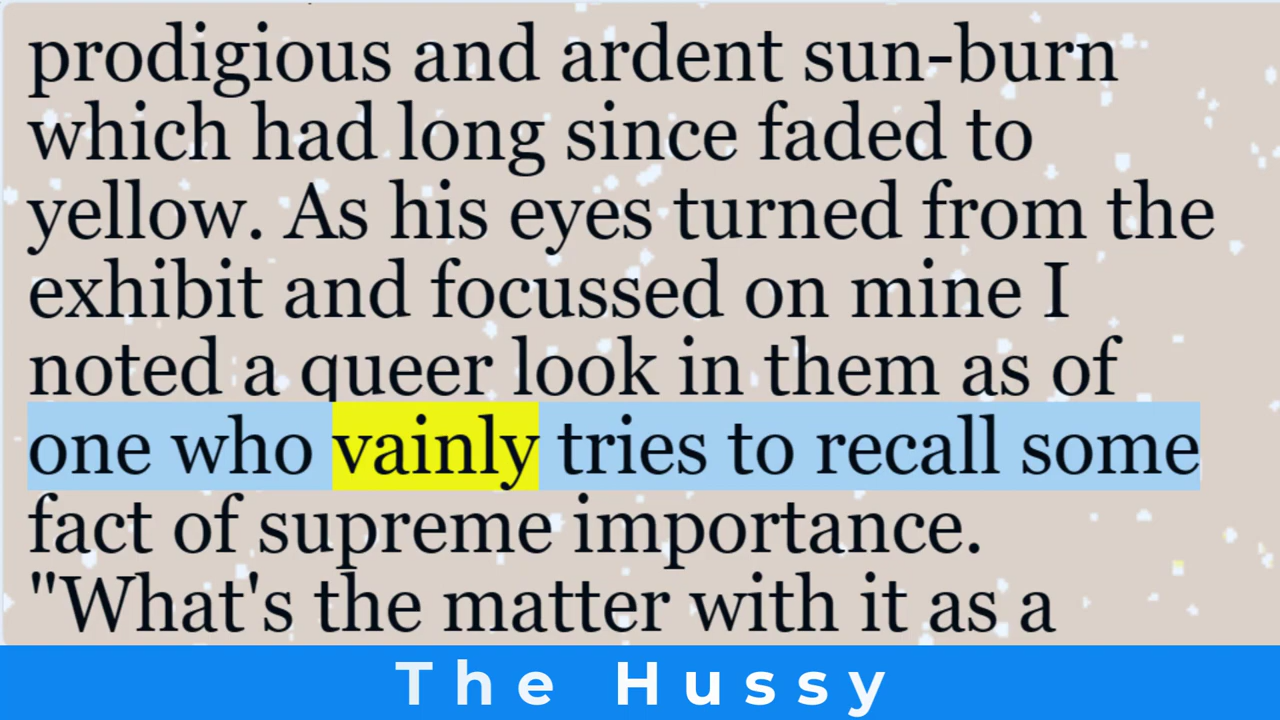 prodigious and ardent sun-burn
which had long since faded to
yellow. As his eyes turned from the
exhibit and focussed on mine I
noted a queer look in them as of
one who vainly tries to recall some
fact of supreme importance.
"What's the matter with it as a
The Hussy